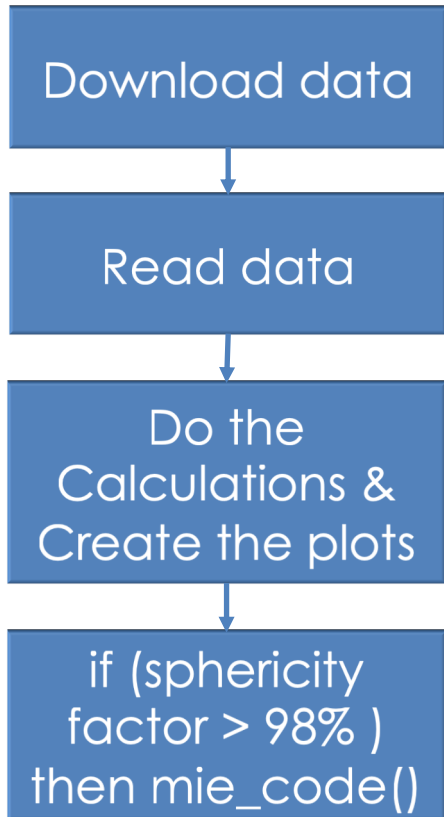 Download data
Read data
Do the
Calculations &
Create the plots
if (sphericity
factor > 98% )
then mie_code()